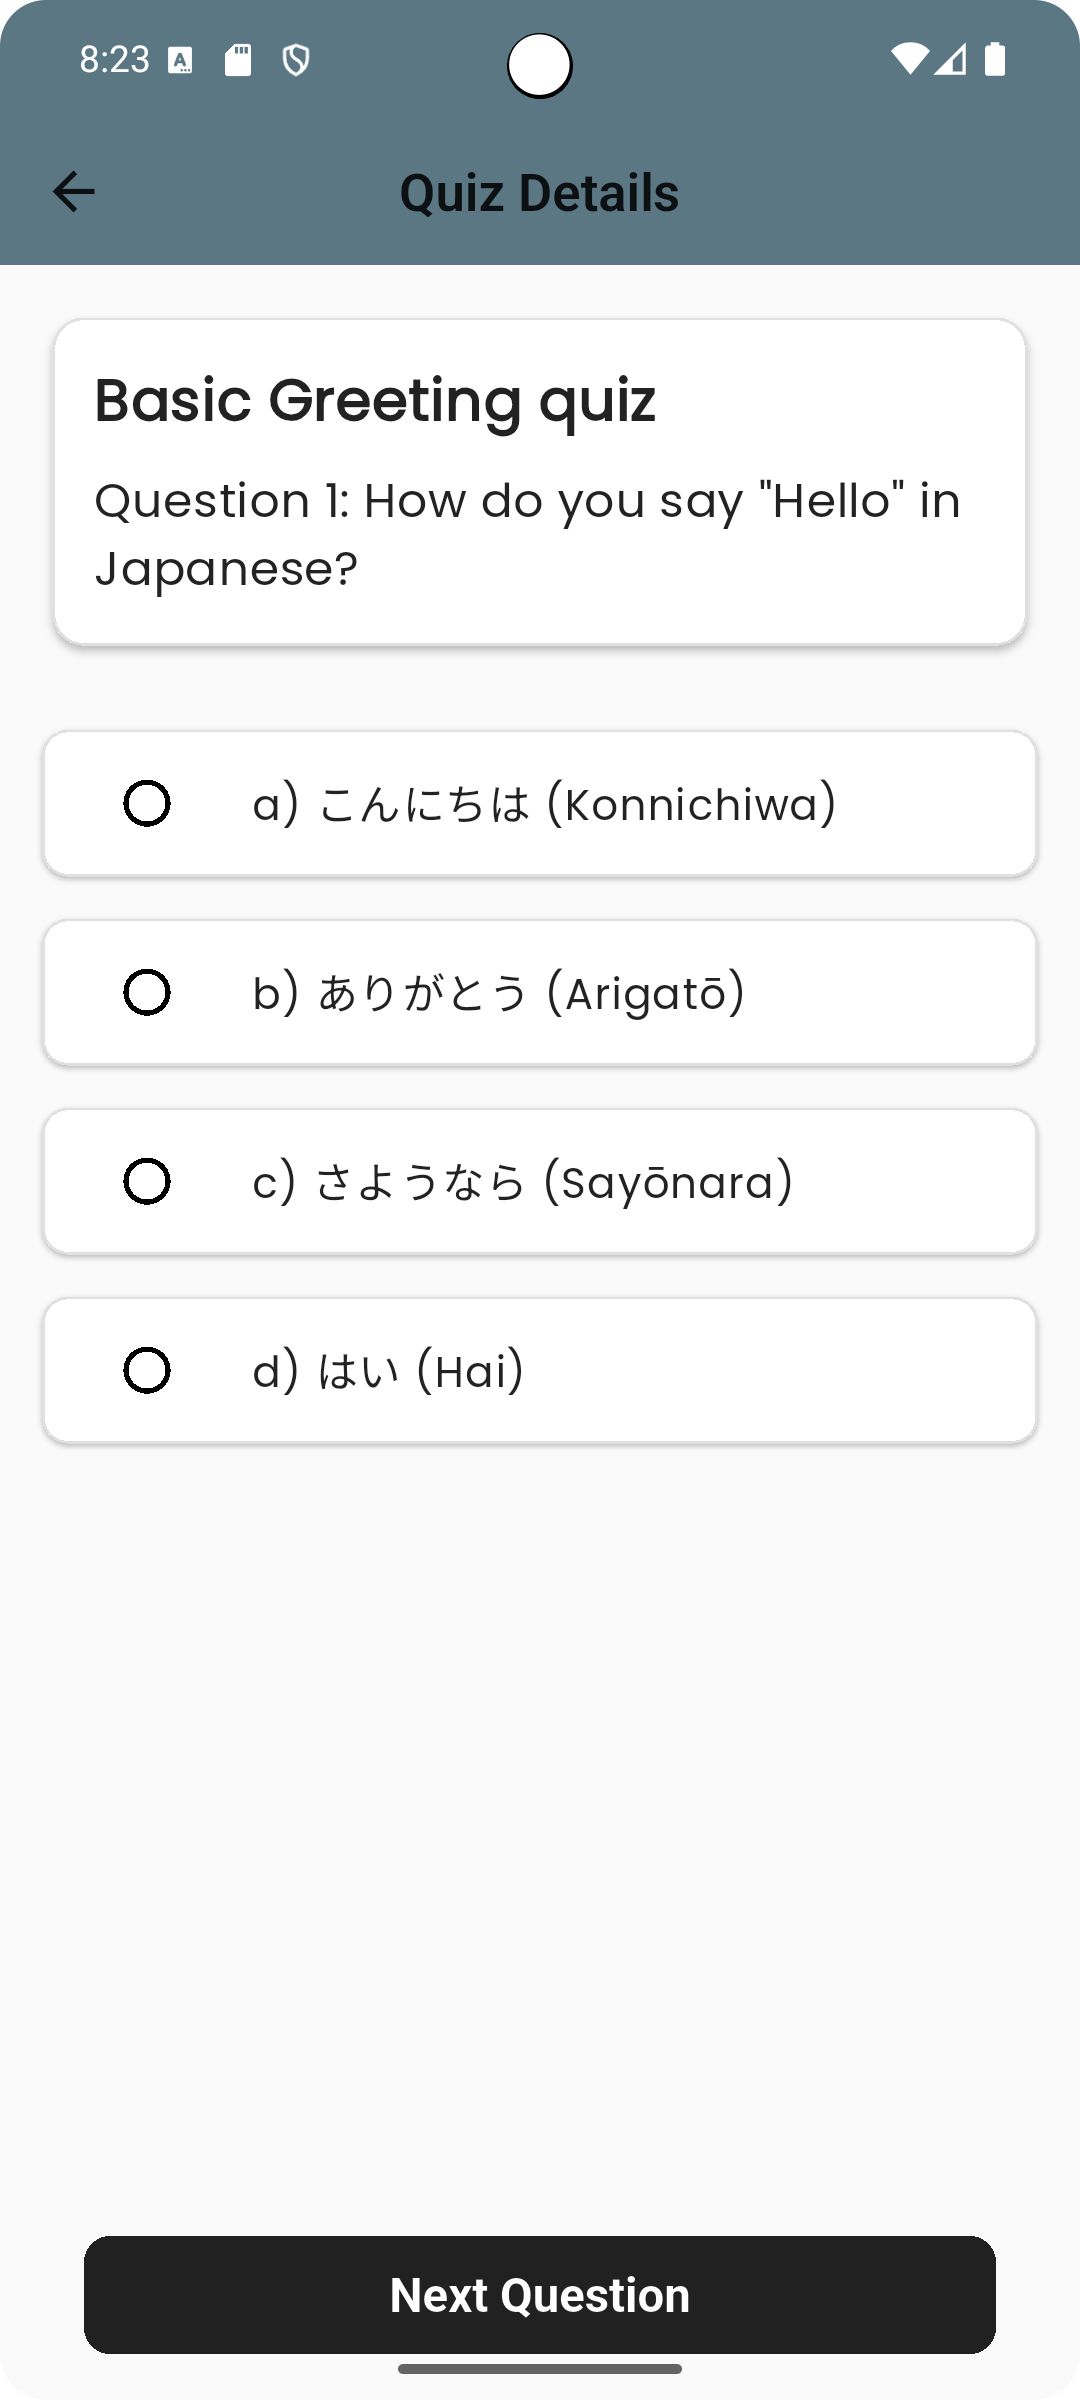 8:23
Quiz Details
Basic Greeting quiz
Question 1: How do you say "Hello" in
Japanese?
a) こんにちは (Konnichiwa)
b) ありがとう (Arigatō)
c) さようなら (Sayōnara)
d) はい (Hai)
Next Question